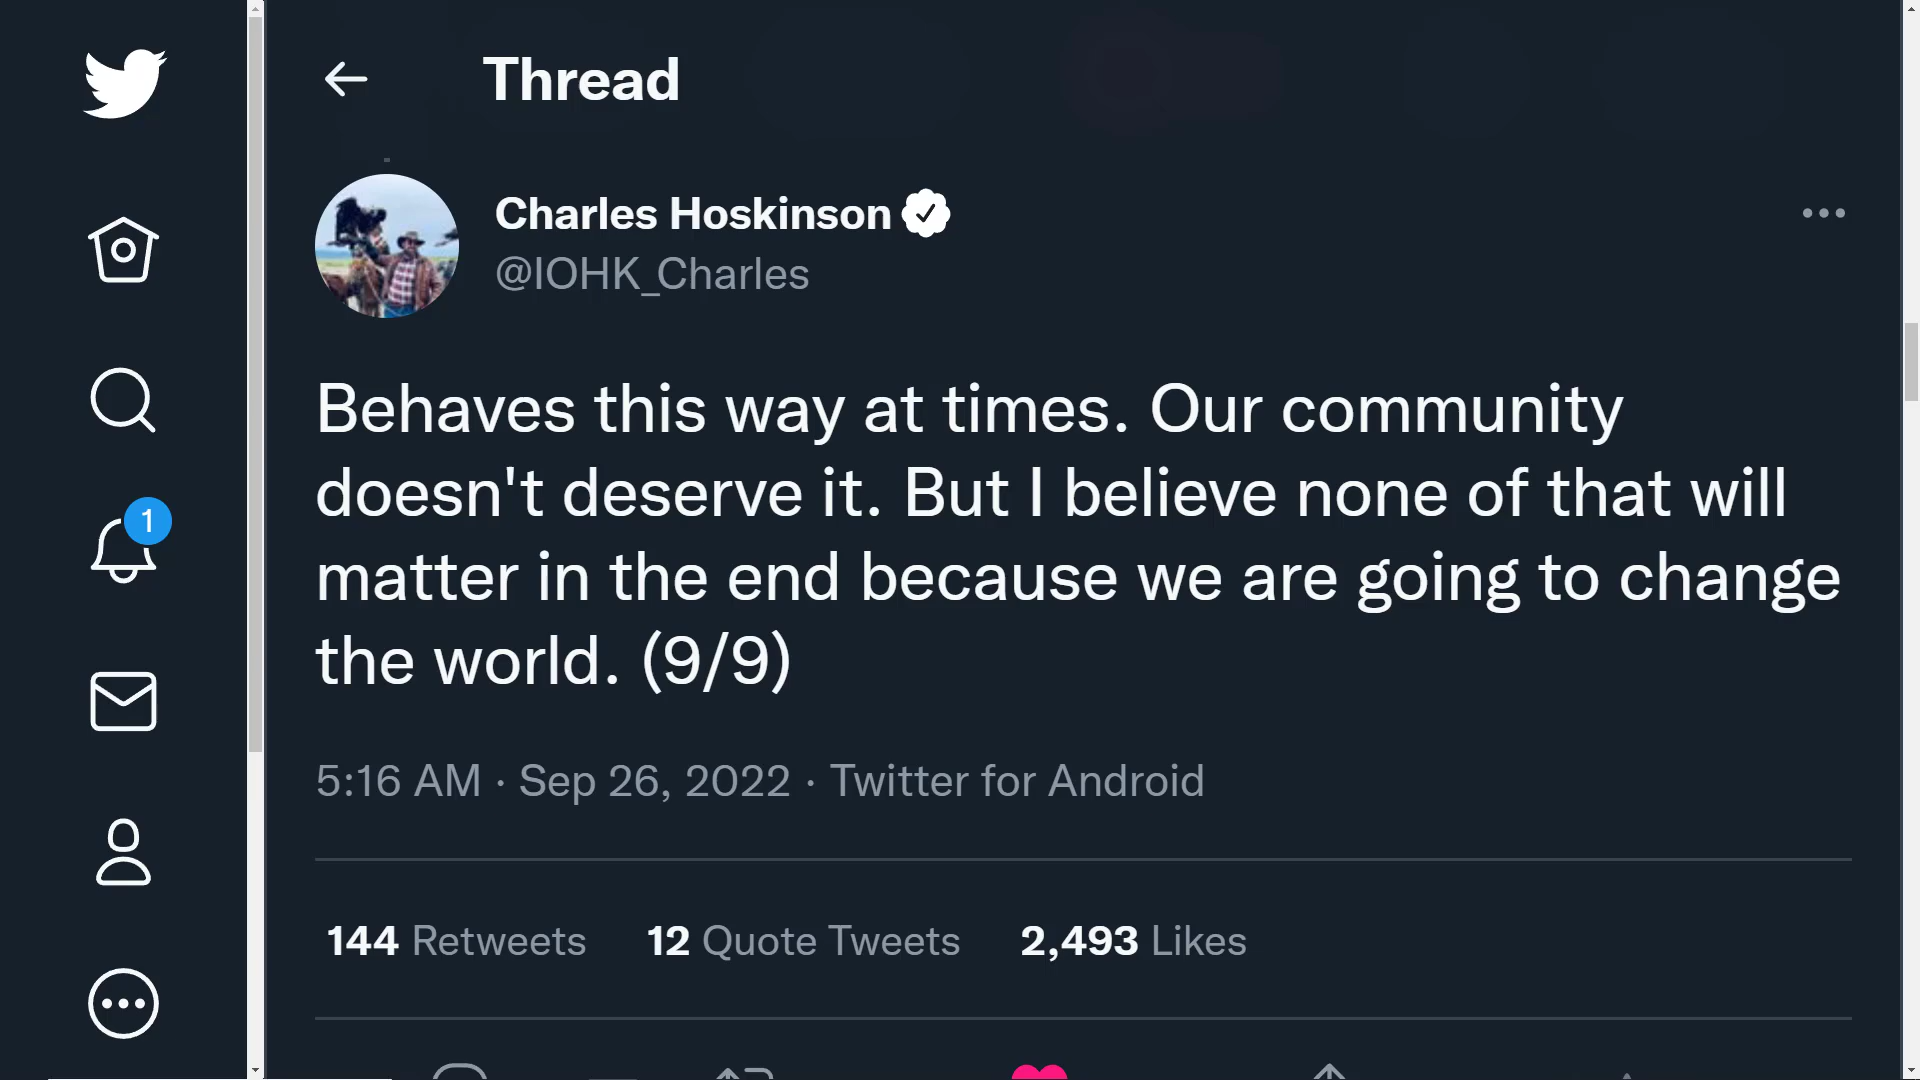 Thread
Charles Hoskinson
@IOHK_Charles
Behaves this way at times. Our community
doesn't deserve it. But I believe none of that will
matter in the end because we are going to change
the world. (9/9)
1
5:16 AM · Sep 26, 2022 · Twitter for Android
144 Retweets 12 Quote Tweets 2,493 Likes